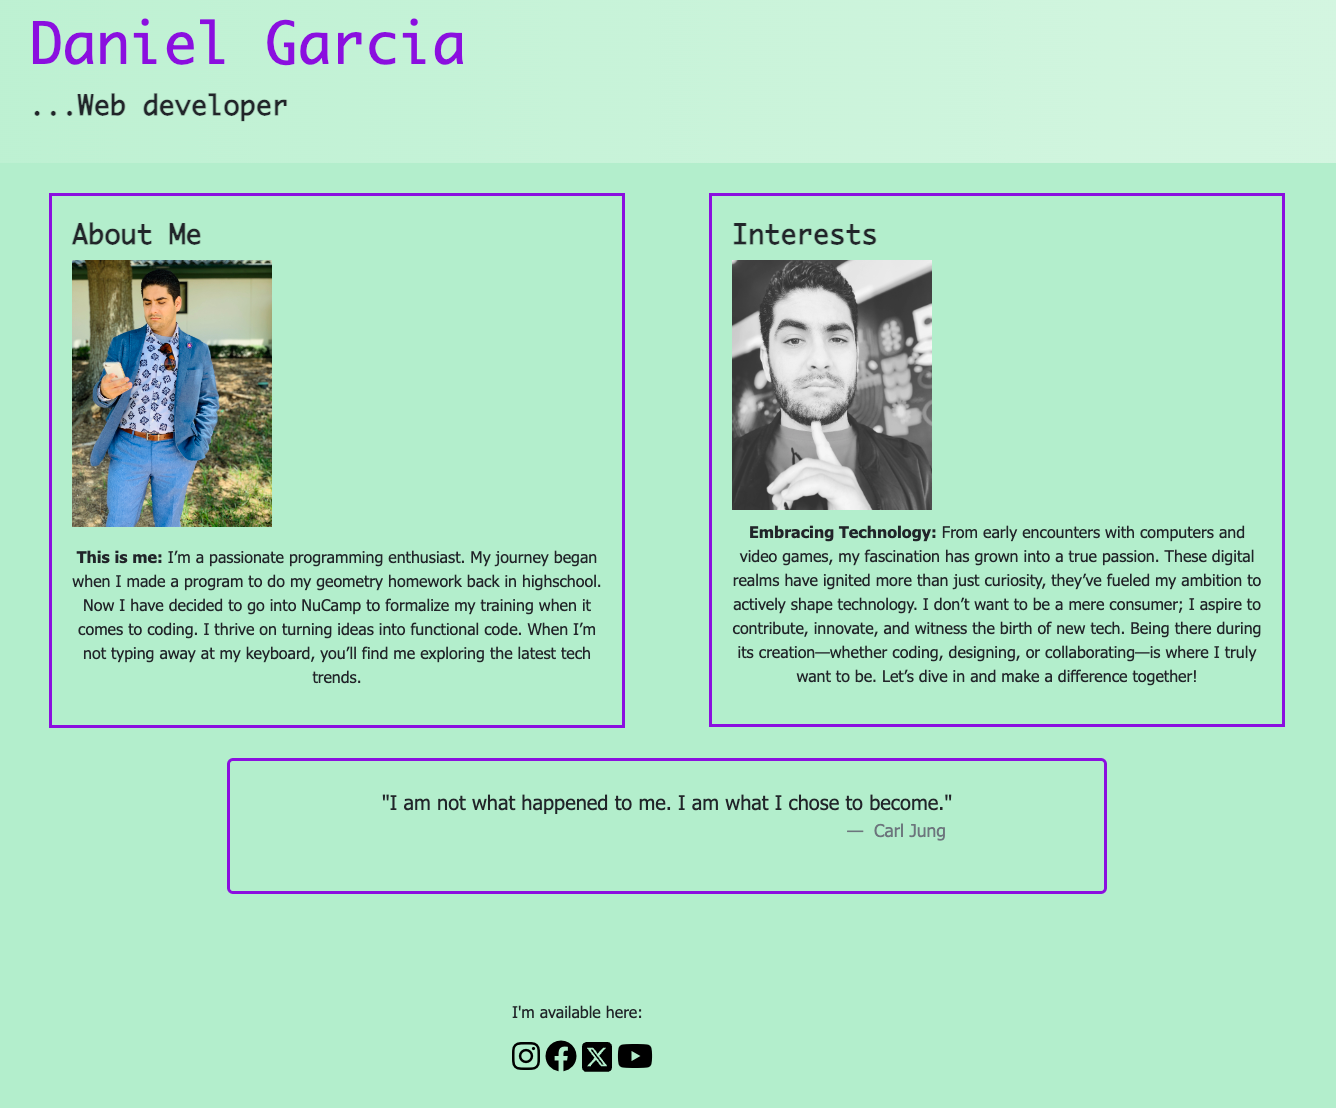 Daniel Garcia
...Web developer
About Me
This is me: I’m a passionate programming enthusiast. My journey began
when I made a program to do my geometry homework back in highschool.
Now I have decided to go into NuCamp to formalize my training when it
comes to coding. I thrive on turning ideas into functional code. When I’m
not typing away at my keyboard, you’ll find me exploring the latest tech
trends.
Interests
Embracing Technology: From early encounters with computers and
video games, my fascination has grown into a true passion. These digital
realms have ignited more than just curiosity, they’ve fueled my ambition to
actively shape technology. I don’t want to be a mere consumer; I aspire to
contribute, innovate, and witness the birth of new tech. Being there during
its creation—whether coding, designing, or collaborating—is where I truly
want to be. Let’s dive in and make a difference together!
"I am not what happened to me. I am what I chose to become."
— Carl Jung
I'm available here: